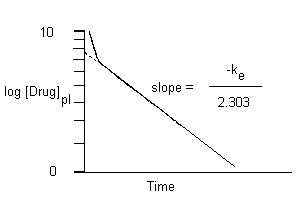 10
log [Drug]pl
slope = -ke
2.303
0
Time